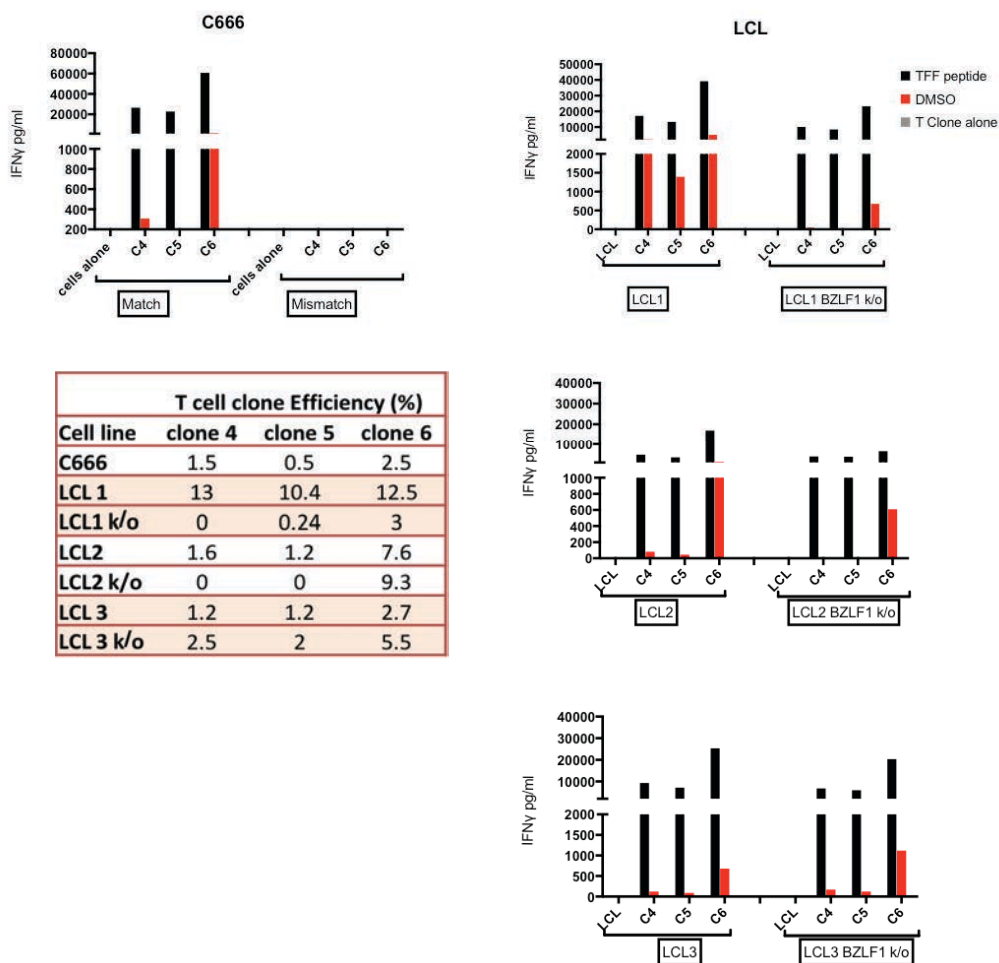 C666
80000
60000
40000
20000
1000
800
600
400
200
IFNγ pg/ml
cells alone
C4
C5
C6
cells alone
C4
C5
C6
Match
Mismatch
LCL
50000
40000
30000
20000
10000
2000
1500
1000
500
0
IFNγ pg/ml
TFF peptide
DMSO
T Clone alone
LCL
C4
C5
C6
LCL
C4
C5
C6
LCL1
LCL1 BZLF1 k/o
T cell clone Efficiency (%)
Cell line clone 4 clone 5 clone 6
C666 1.5 0.5 2.5
LCL 1 13 10.4 12.5
LCL1 k/o 0 0.24 3
LCL2 1.6 1.2 7.6
LCL2 k/o 0 0 9.3
LCL 3 1.2 1.2 2.7
LCL 3 k/o 2.5 2 5.5
40000
30000
20000
10000
1000
800
600
400
200
0
IFNγ pg/ml
LCL
C4
C5
C6
LCL
C4
C5
C6
LCL2
LCL2 BZLF1 k/o
40000
30000
20000
10000
2000
1500
1000
500
0
IFNγ pg/ml
LCL
C4
C5
C6
LCL
C4
C5
C6
LCL3
LCL3 BZLF1 k/o